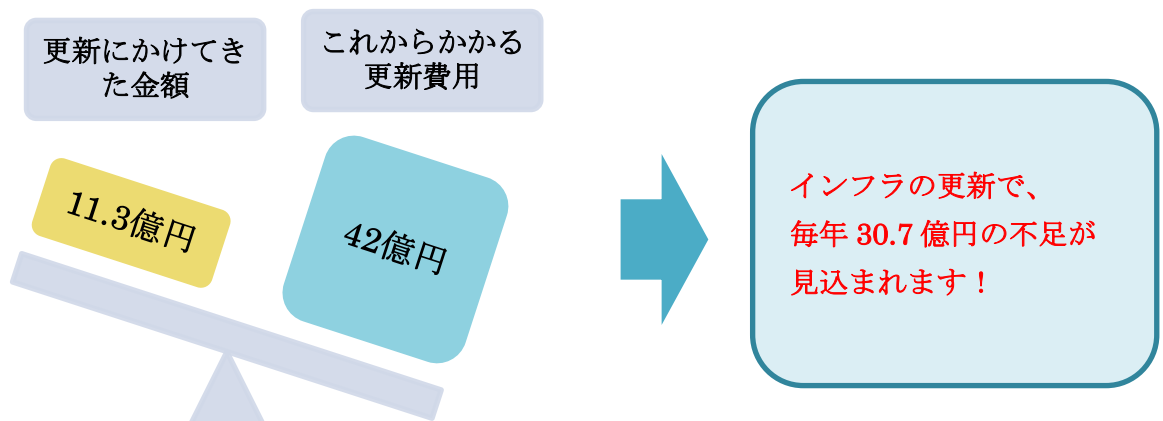 更新にかけてき
た金額
これからかかる
更新費用
11.3億円
42億円
インフラの更新で、
毎年 30.7 億円の不足が
見込まれます！